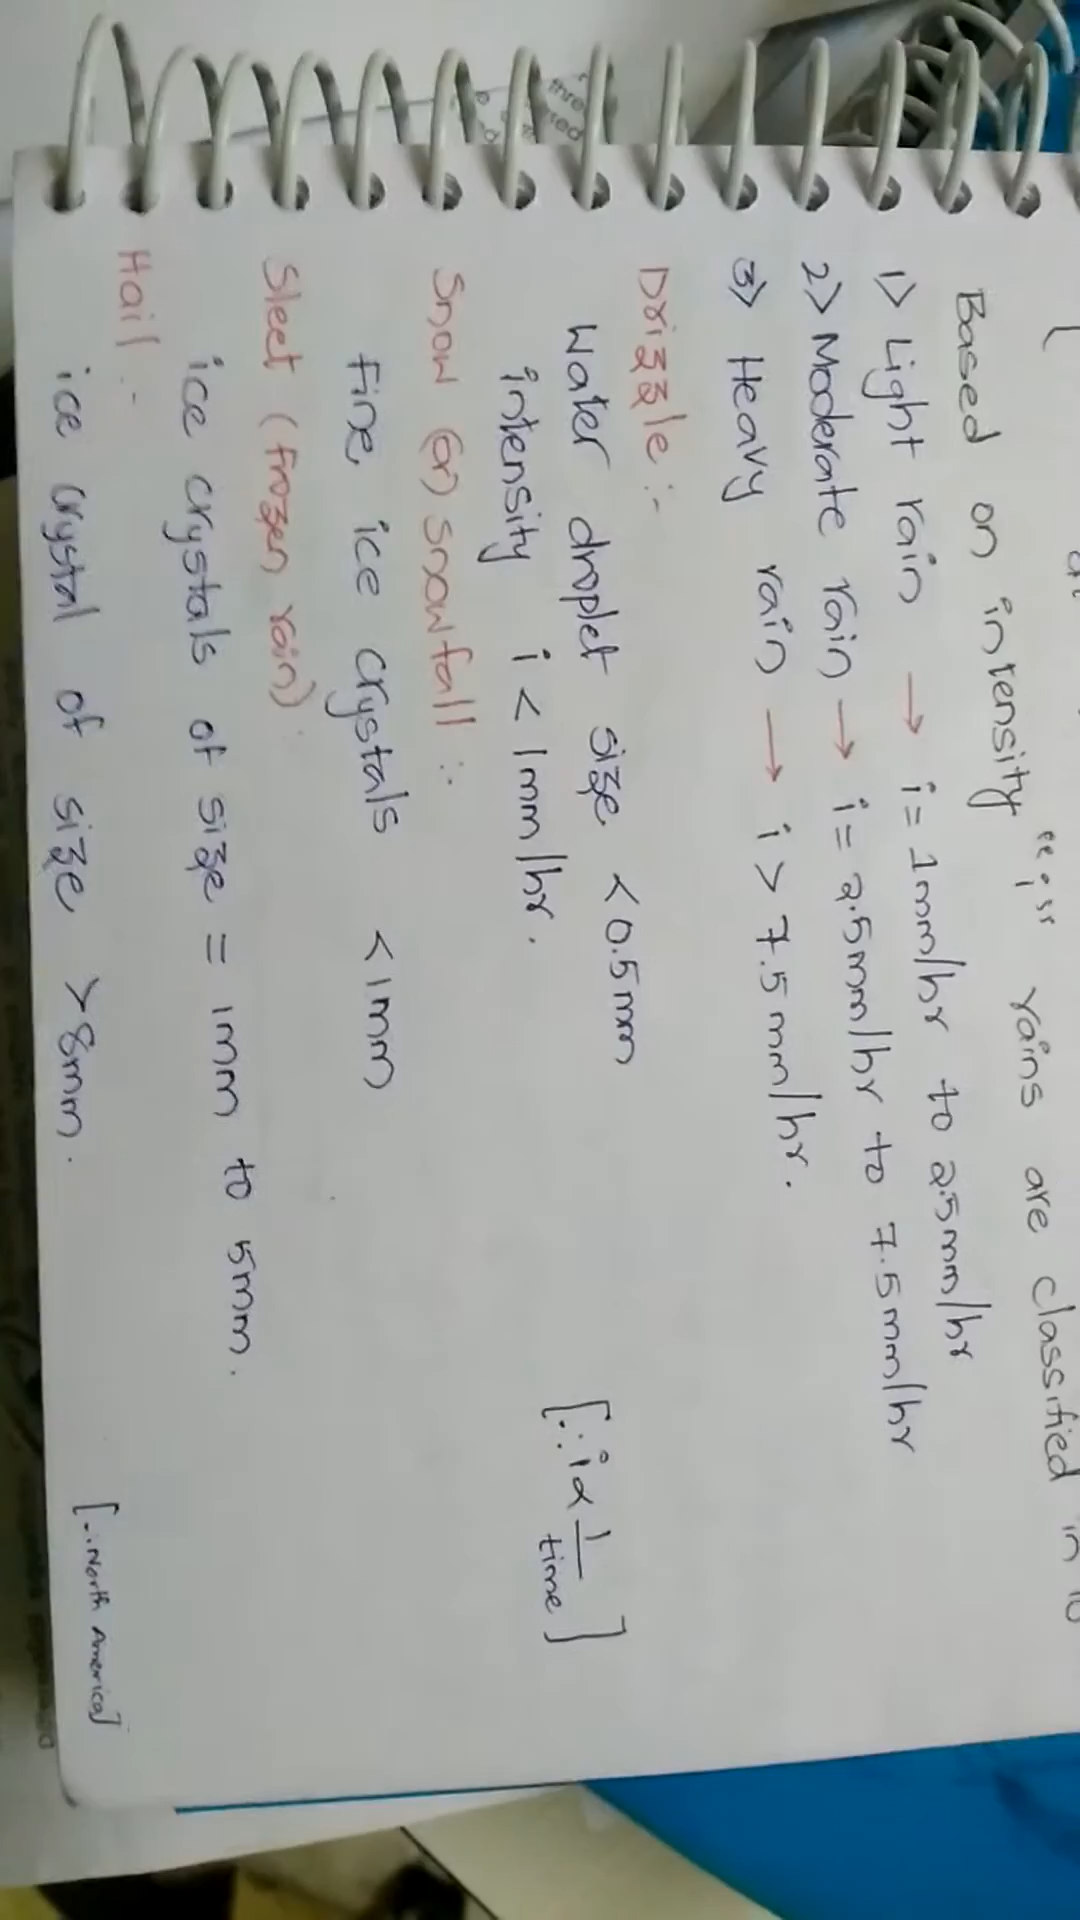 Based on intensity "i" rains are classified in to
1> Light rain → i = 1mm/hr to 2.5mm/hr
2> Moderate rain → i = 2.5mm/hr to 7.5mm/hr
3> Heavy rain → i > 7.5mm/hr.
Drizzle :-
Water droplet size < 0.5mm
intensity i < 1mm/hr. [∴ i α 1/time]
Snow (or) snowfall :-
fine ice crystals < 1mm
Sleet (frozen rain) :-
ice crystals of size = 1mm to 5mm.
Hail :-
ice crystal of size > 8mm. [∴ North America]